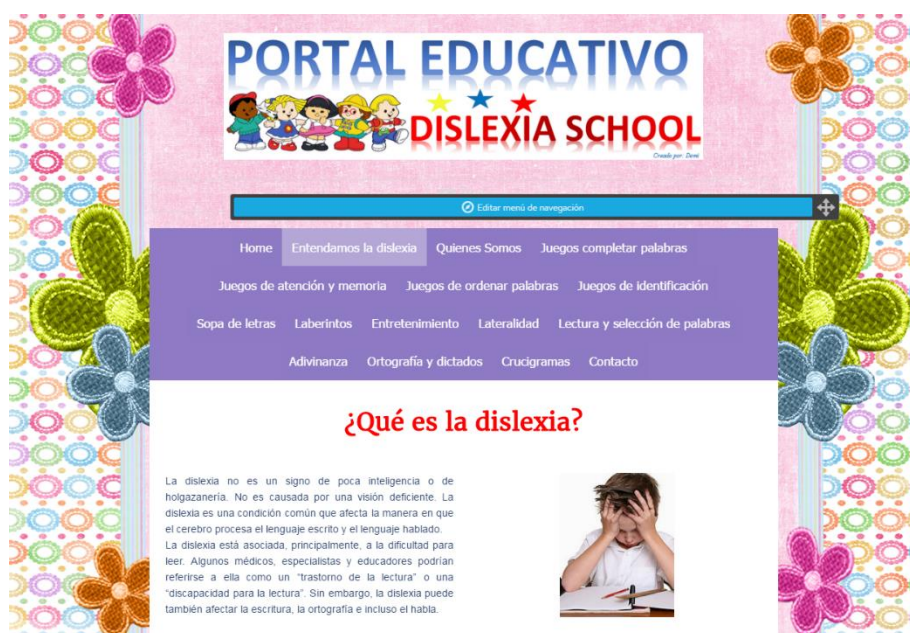 PORTAL EDUCATIVO
DISLEXIA SCHOOL
Creado por: Deni
Editar menú de navegación
Home Entendamos la dislexia Quienes Somos Juegos completar palabras
Juegos de atención y memoria Juegos de ordenar palabras Juegos de identificación
Sopa de letras Laberintos Entretenimiento Lateralidad Lectura y selección de palabras
Adivinanza Ortografía y dictados Crucigramas Contacto
¿Qué es la dislexia?
La dislexia no es un signo de poca inteligencia o de
holgazanería. No es causada por una visión deficiente. La
dislexia es una condición común que afecta la manera en que
el cerebro procesa el lenguaje escrito y el lenguaje hablado.
La dislexia está asociada, principalmente, a la dificultad para
leer. Algunos médicos, especialistas y educadores podrían
referirse a ella como un “trastorno de la lectura” o una
“discapacidad para la lectura”. Sin embargo, la dislexia puede
también afectar la escritura, la ortografía e incluso el habla.